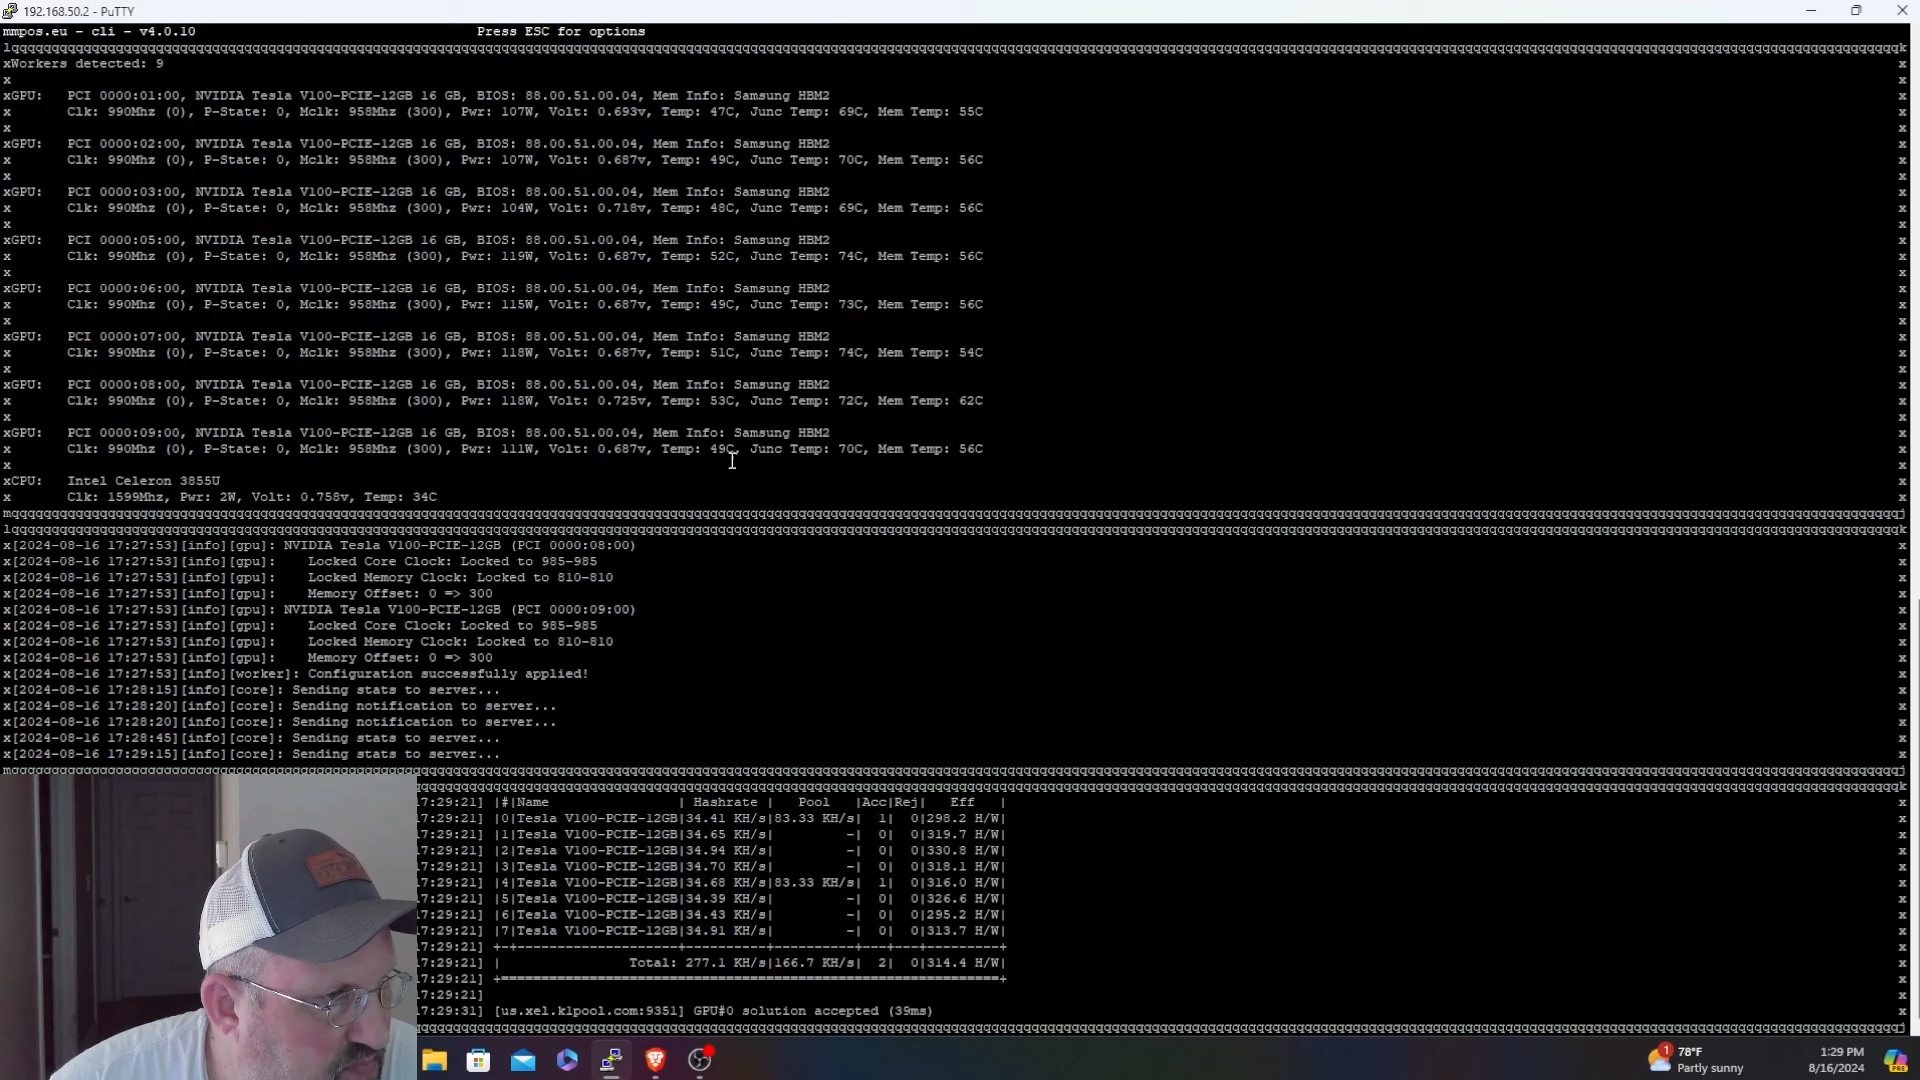 192.168.50.2 - PuTTY
mmpos.eu - cli - v4.0.10 Press ESC for options
xWorkers detected: 9
xGPU: PCI 0000:01:00, NVIDIA Tesla V100-PCIE-12GB 16 GB, BIOS: 88.00.51.00.04, Mem Info: Samsung HBM2
x Clk: 990Mhz (0), P-State: 0, Mclk: 958Mhz (300), Pwr: 107W, Volt: 0.693v, Temp: 47C, Junc Temp: 69C, Mem Temp: 55C
xGPU: PCI 0000:02:00, NVIDIA Tesla V100-PCIE-12GB 16 GB, BIOS: 88.00.51.00.04, Mem Info: Samsung HBM2
x Clk: 990Mhz (0), P-State: 0, Mclk: 958Mhz (300), Pwr: 107W, Volt: 0.687v, Temp: 49C, Junc Temp: 70C, Mem Temp: 56C
xGPU: PCI 0000:03:00, NVIDIA Tesla V100-PCIE-12GB 16 GB, BIOS: 88.00.51.00.04, Mem Info: Samsung HBM2
x Clk: 990Mhz (0), P-State: 0, Mclk: 958Mhz (300), Pwr: 104W, Volt: 0.718v, Temp: 48C, Junc Temp: 69C, Mem Temp: 56C
xGPU: PCI 0000:05:00, NVIDIA Tesla V100-PCIE-12GB 16 GB, BIOS: 88.00.51.00.04, Mem Info: Samsung HBM2
x Clk: 990Mhz (0), P-State: 0, Mclk: 958Mhz (300), Pwr: 119W, Volt: 0.687v, Temp: 52C, Junc Temp: 74C, Mem Temp: 56C
xGPU: PCI 0000:06:00, NVIDIA Tesla V100-PCIE-12GB 16 GB, BIOS: 88.00.51.00.04, Mem Info: Samsung HBM2
x Clk: 990Mhz (0), P-State: 0, Mclk: 958Mhz (300), Pwr: 115W, Volt: 0.687v, Temp: 49C, Junc Temp: 73C, Mem Temp: 56C
xGPU: PCI 0000:07:00, NVIDIA Tesla V100-PCIE-12GB 16 GB, BIOS: 88.00.51.00.04, Mem Info: Samsung HBM2
x Clk: 990Mhz (0), P-State: 0, Mclk: 958Mhz (300), Pwr: 118W, Volt: 0.687v, Temp: 51C, Junc Temp: 74C, Mem Temp: 54C
xGPU: PCI 0000:08:00, NVIDIA Tesla V100-PCIE-12GB 16 GB, BIOS: 88.00.51.00.04, Mem Info: Samsung HBM2
x Clk: 990Mhz (0), P-State: 0, Mclk: 958Mhz (300), Pwr: 118W, Volt: 0.725v, Temp: 53C, Junc Temp: 72C, Mem Temp: 62C
xGPU: PCI 0000:09:00, NVIDIA Tesla V100-PCIE-12GB 16 GB, BIOS: 88.00.51.00.04, Mem Info: Samsung HBM2
x Clk: 990Mhz (0), P-State: 0, Mclk: 958Mhz (300), Pwr: 111W, Volt: 0.687v, Temp: 49C, Junc Temp: 70C, Mem Temp: 56C
xCPU: Intel Celeron 3855U
x Clk: 1599Mhz, Pwr: 2W, Volt: 0.758v, Temp: 34C
x[2024-08-16 17:27:53][info][gpu]: NVIDIA Tesla V100-PCIE-12GB (PCI 0000:08:00)
x[2024-08-16 17:27:53][info][gpu]: Locked Core Clock: Locked to 985-985
x[2024-08-16 17:27:53][info][gpu]: Locked Memory Clock: Locked to 810-810
x[2024-08-16 17:27:53][info][gpu]: Memory Offset: 0 => 300
x[2024-08-16 17:27:53][info][gpu]: NVIDIA Tesla V100-PCIE-12GB (PCI 0000:09:00)
x[2024-08-16 17:27:53][info][gpu]: Locked Core Clock: Locked to 985-985
x[2024-08-16 17:27:53][info][gpu]: Locked Memory Clock: Locked to 810-810
x[2024-08-16 17:27:53][info][gpu]: Memory Offset: 0 => 300
x[2024-08-16 17:27:53][info][worker]: Configuration successfully applied!
x[2024-08-16 17:28:15][info][core]: Sending stats to server...
x[2024-08-16 17:28:20][info][core]: Sending notification to server...
x[2024-08-16 17:28:20][info][core]: Sending notification to server...
x[2024-08-16 17:28:45][info][core]: Sending stats to server...
x[2024-08-16 17:29:15][info][core]: Sending stats to server...
17:29:21] |#|Name | Hashrate | Pool |Acc|Rej| Eff |
17:29:21] |0|Tesla V100-PCIE-12GB|34.41 KH/s|83.33 KH/s| 1| 0|298.2 H/W|
17:29:21] |1|Tesla V100-PCIE-12GB|34.65 KH/s| -| 0| 0|319.7 H/W|
17:29:21] |2|Tesla V100-PCIE-12GB|34.94 KH/s| -| 0| 0|330.8 H/W|
17:29:21] |3|Tesla V100-PCIE-12GB|34.70 KH/s| -| 0| 0|318.1 H/W|
17:29:21] |4|Tesla V100-PCIE-12GB|34.68 KH/s|83.33 KH/s| 1| 0|316.0 H/W|
17:29:21] |5|Tesla V100-PCIE-12GB|34.39 KH/s| -| 0| 0|326.6 H/W|
17:29:21] |6|Tesla V100-PCIE-12GB|34.43 KH/s| -| 0| 0|295.2 H/W|
17:29:21] |7|Tesla V100-PCIE-12GB|34.91 KH/s| -| 0| 0|313.7 H/W|
17:29:21] +-+--------------------+----------+----------+---+---+---------+
17:29:21] | Total: 277.1 KH/s|166.7 KH/s| 2| 0|314.4 H/W|
17:29:21] +==============================================================+
17:29:21]
17:29:31] [us.xel.k1pool.com:9351] GPU#0 solution accepted (39ms)
1 78°F
Partly sunny
1:29 PM
8/16/2024
PRE